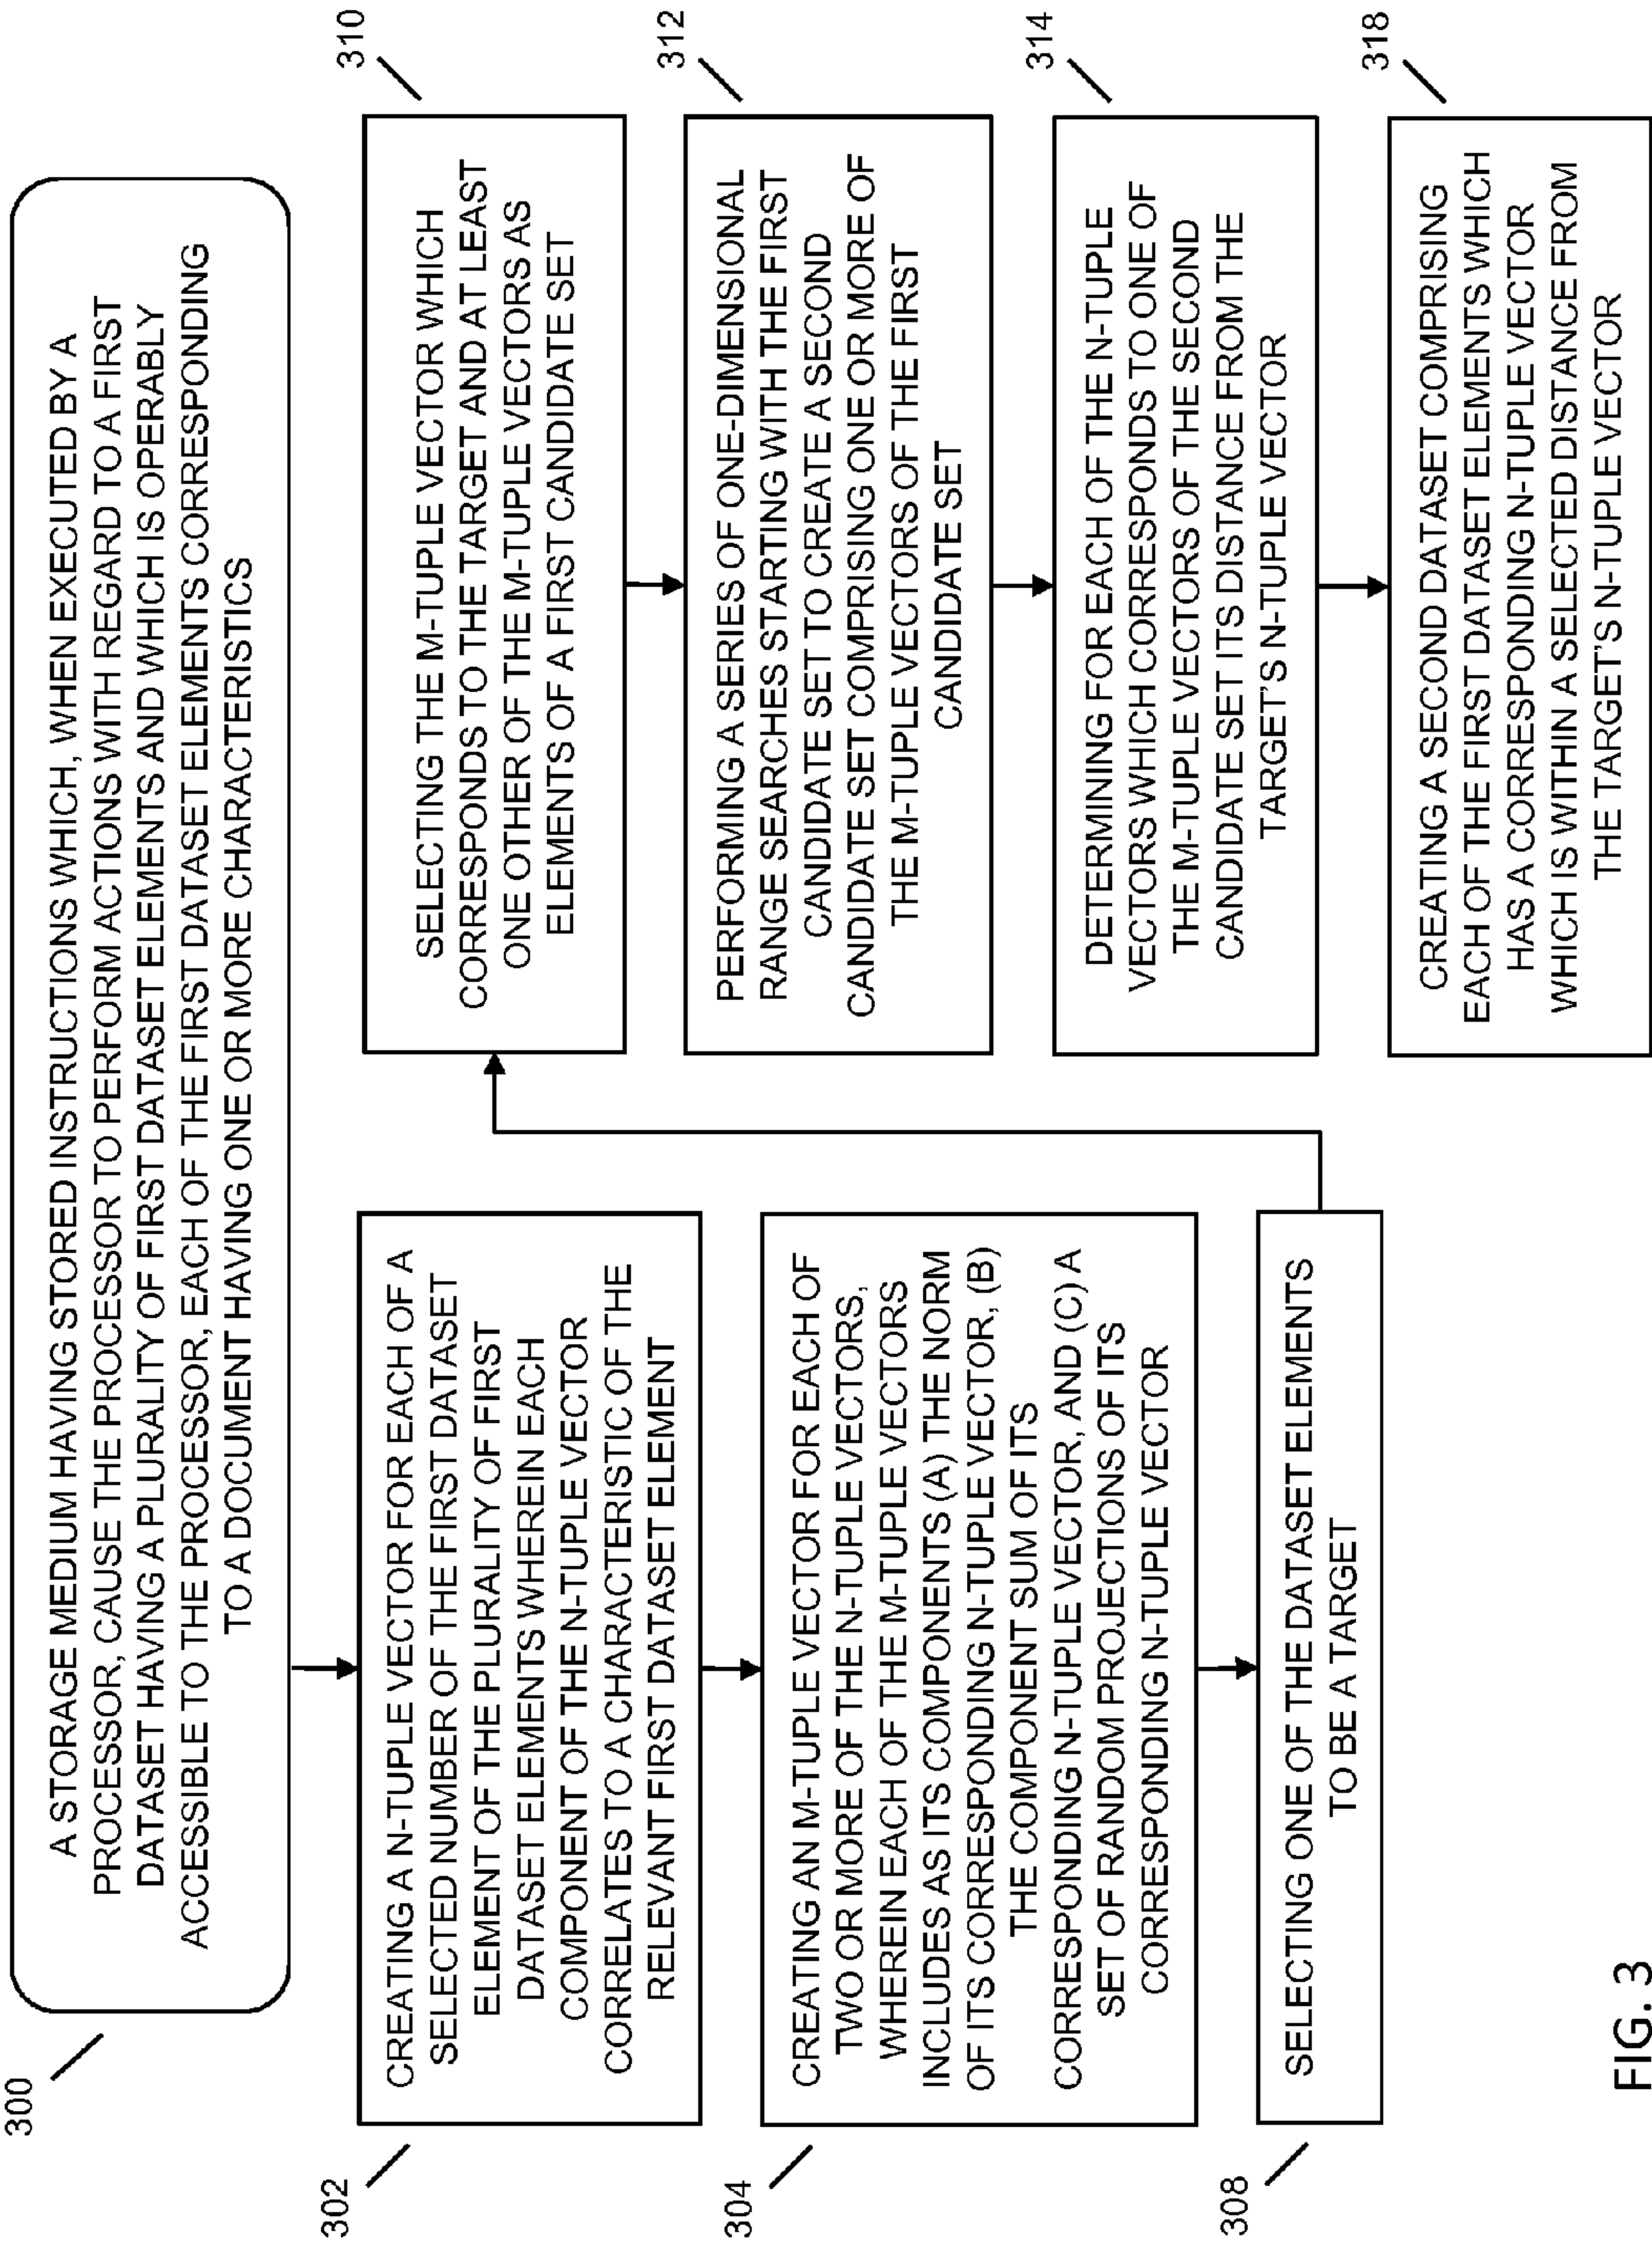 300
A STORAGE MEDIUM HAVING STORED INSTRUCTIONS WHICH, WHEN EXECUTED BY A
PROCESSOR, CAUSE THE PROCESSOR TO PERFORM ACTIONS WITH REGARD TO A FIRST
DATASET HAVING A PLURALITY OF FIRST DATASET ELEMENTS AND WHICH IS OPERABLY
ACCESSIBLE TO THE PROCESSOR, EACH OF THE FIRST DATASET ELEMENTS CORRESPONDING
TO A DOCUMENT HAVING ONE OR MORE CHARACTERISTICS
302
CREATING A N-TUPLE VECTOR FOR EACH OF A
SELECTED NUMBER OF THE FIRST DATASET
ELEMENT OF THE PLURALITY OF FIRST
DATASET ELEMENTS WHEREIN EACH
COMPONENT OF THE N-TUPLE VECTOR
CORRELATES TO A CHARACTERISTIC OF THE
RELEVANT FIRST DATASET ELEMENT
304
CREATING AN M-TUPLE VECTOR FOR EACH OF
TWO OR MORE OF THE N-TUPLE VECTORS,
WHEREIN EACH OF THE M-TUPLE VECTORS
INCLUDES AS ITS COMPONENTS (A) THE NORM
OF ITS CORRESPONDING N-TUPLE VECTOR, (B)
THE COMPONENT SUM OF ITS
CORRESPONDING N-TUPLE VECTOR, AND (C) A
SET OF RANDOM PROJECTIONS OF ITS
CORRESPONDING N-TUPLE VECTOR
308
SELECTING ONE OF THE DATASET ELEMENTS
TO BE A TARGET
310
SELECTING THE M-TUPLE VECTOR WHICH
CORRESPONDS TO THE TARGET AND AT LEAST
ONE OTHER OF THE M-TUPLE VECTORS AS
ELEMENTS OF A FIRST CANDIDATE SET
312
PERFORMING A SERIES OF ONE-DIMENSIONAL
RANGE SEARCHES STARTING WITH THE FIRST
CANDIDATE SET TO CREATE A SECOND
CANDIDATE SET COMPRISING ONE OR MORE OF
THE M-TUPLE VECTORS OF THE FIRST
CANDIDATE SET
314
DETERMINING FOR EACH OF THE N-TUPLE
VECTORS WHICH CORRESPONDS TO ONE OF
THE M-TUPLE VECTORS OF THE SECOND
CANDIDATE SET ITS DISTANCE FROM THE
TARGET'S N-TUPLE VECTOR
318
CREATING A SECOND DATASET COMPRISING
EACH OF THE FIRST DATASET ELEMENTS WHICH
HAS A CORRESPONDING N-TUPLE VECTOR
WHICH IS WITHIN A SELECTED DISTANCE FROM
THE TARGET'S N-TUPLE VECTOR
FIG. 3